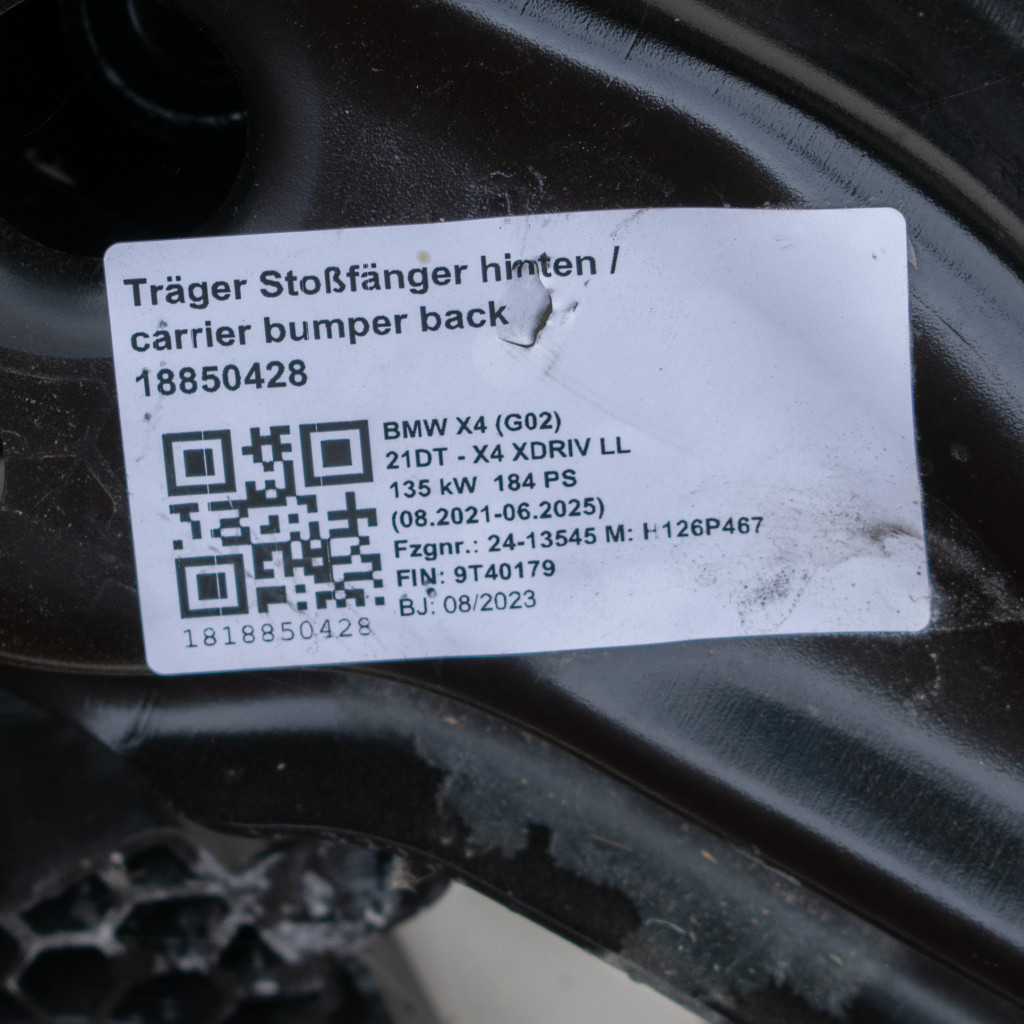 Träger Stoßfänger hinten /
carrier bumper back
18850428
BMW X4 (G02)
21DT - X4 XDRIV LL
135 kW 184 PS
(08.2021-06.2025)
Fzgnr.: 24-13545 M: H126P467
FIN: 9T40179
BJ: 08/2023
1818850428